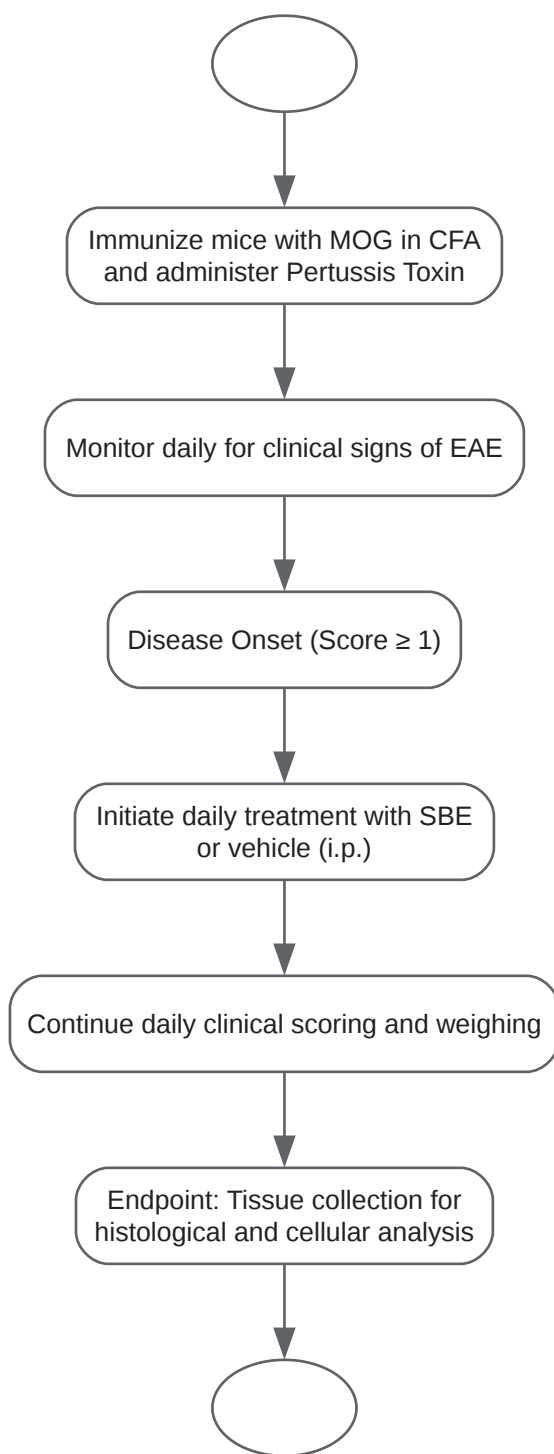 Immunize mice with MOG in CFA
and administer Pertussis Toxin
Monitor daily for clinical signs of EAE
Disease Onset (Score ≥ 1)
Initiate daily treatment with SBE
or vehicle (i.p.)
Continue daily clinical scoring and weighing
Endpoint: Tissue collection for
histological and cellular analysis